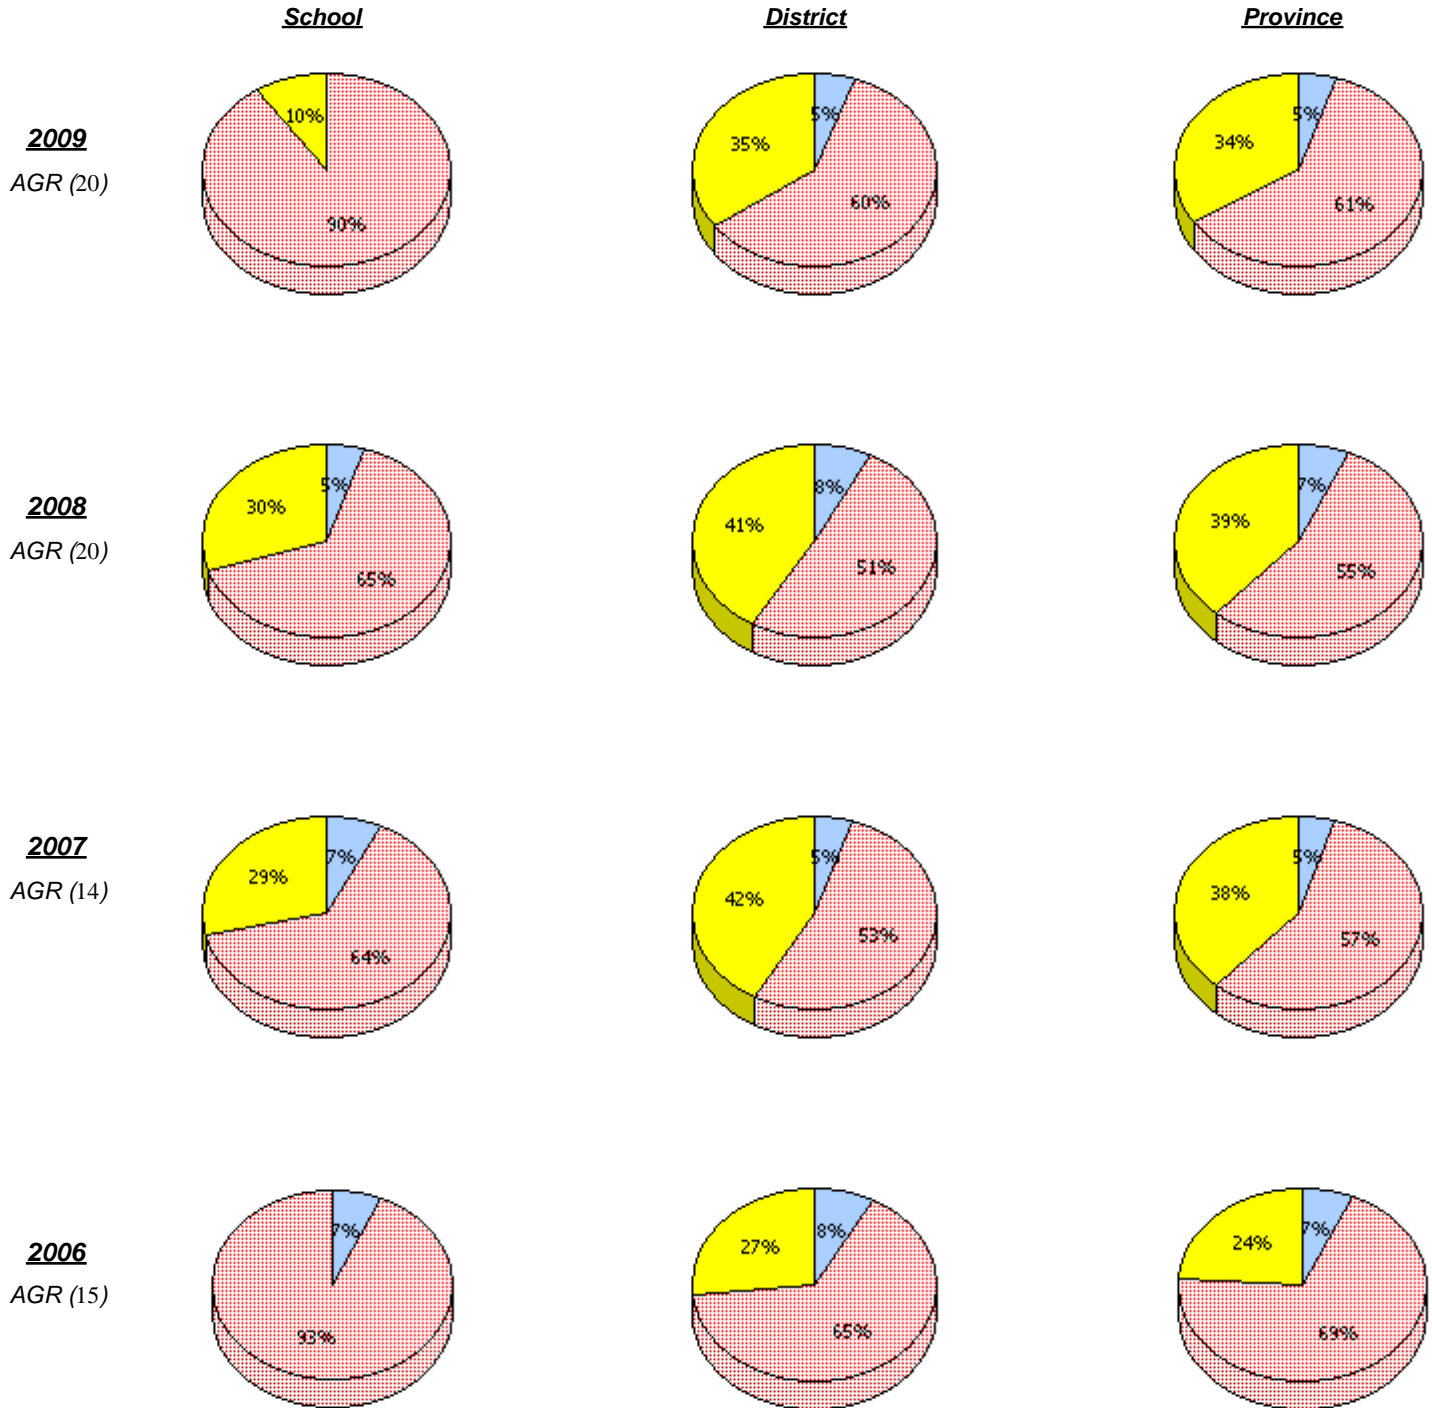 School District Province
10% 5% 5%
2009 35% 34%
AGR (20) 90% 60% 61%
5% 8% 7%
2008 30% 41% 39%
AGR (20) 65% 51% 55%
7% 5% 5%
2007 29% 42% 38%
AGR (14) 64% 53% 57%
7% 8% 7%
2006 27% 24%
AGR (15) 93% 65% 69%